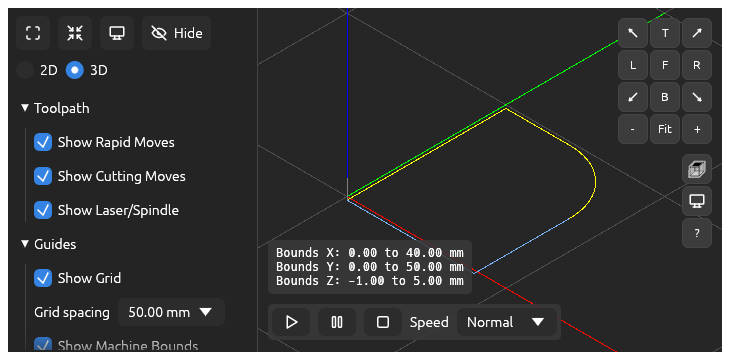 Hide
2D 3D
Toolpath
Show Rapid Moves
Show Cutting Moves
Show Laser/Spindle
Guides
Show Grid
Grid spacing 50.00 mm
Show Machine Bounds
Bounds X: 0.00 to 40.00 mm
Bounds Y: 0.00 to 50.00 mm
Bounds Z: -1.00 to 5.00 mm
Speed Normal
T
L F R
B
- Fit +
?